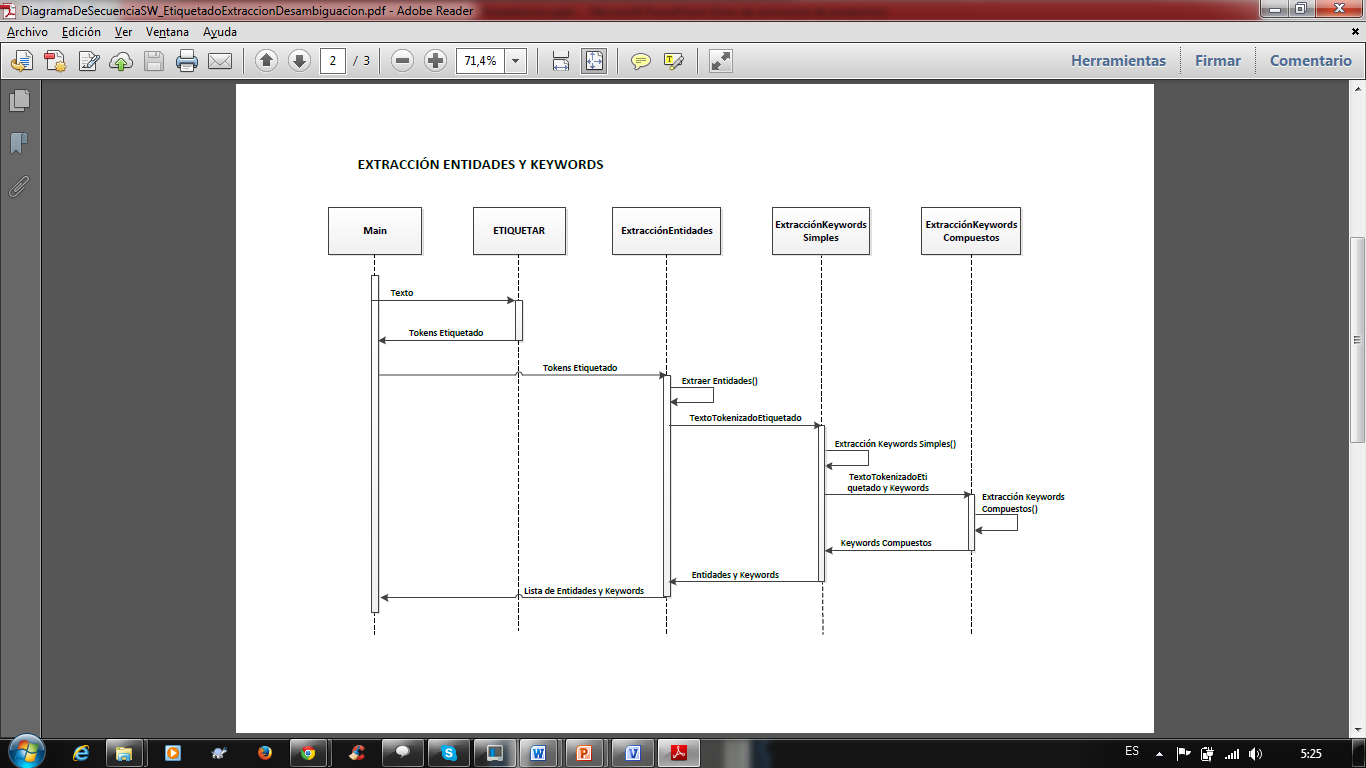 DiagramaDeSecuenciaSW_EtiquetadoExtraccionDesambiguacion.pdf - Adobe Reader
Archivo Edición Ver Ventana Ayuda
2 / 3 71,4% Herramientas Firmar Comentario
EXTRACCIÓN ENTIDADES Y KEYWORDS
Main
ETIQUETAR
ExtracciónEntidades
ExtracciónKeywords
Simples
ExtracciónKeywords
Compuestos
Texto
Tokens Etiquetado
Tokens Etiquetado
Extraer Entidades()
TextoTokenizadoEtiquetado
Extracción Keywords Simples()
TextoTokenizadoEti
quetado y Keywords
Extracción Keywords
Compuestos()
Keywords Compuestos
Entidades y Keywords
Lista de Entidades y Keywords
ES 5:25